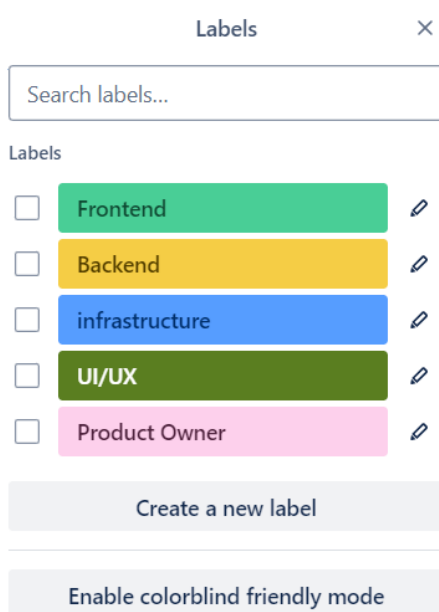 Labels
Search labels...
Labels
Frontend
Backend
infrastructure
UI/UX
Product Owner
Create a new label
Enable colorblind friendly mode